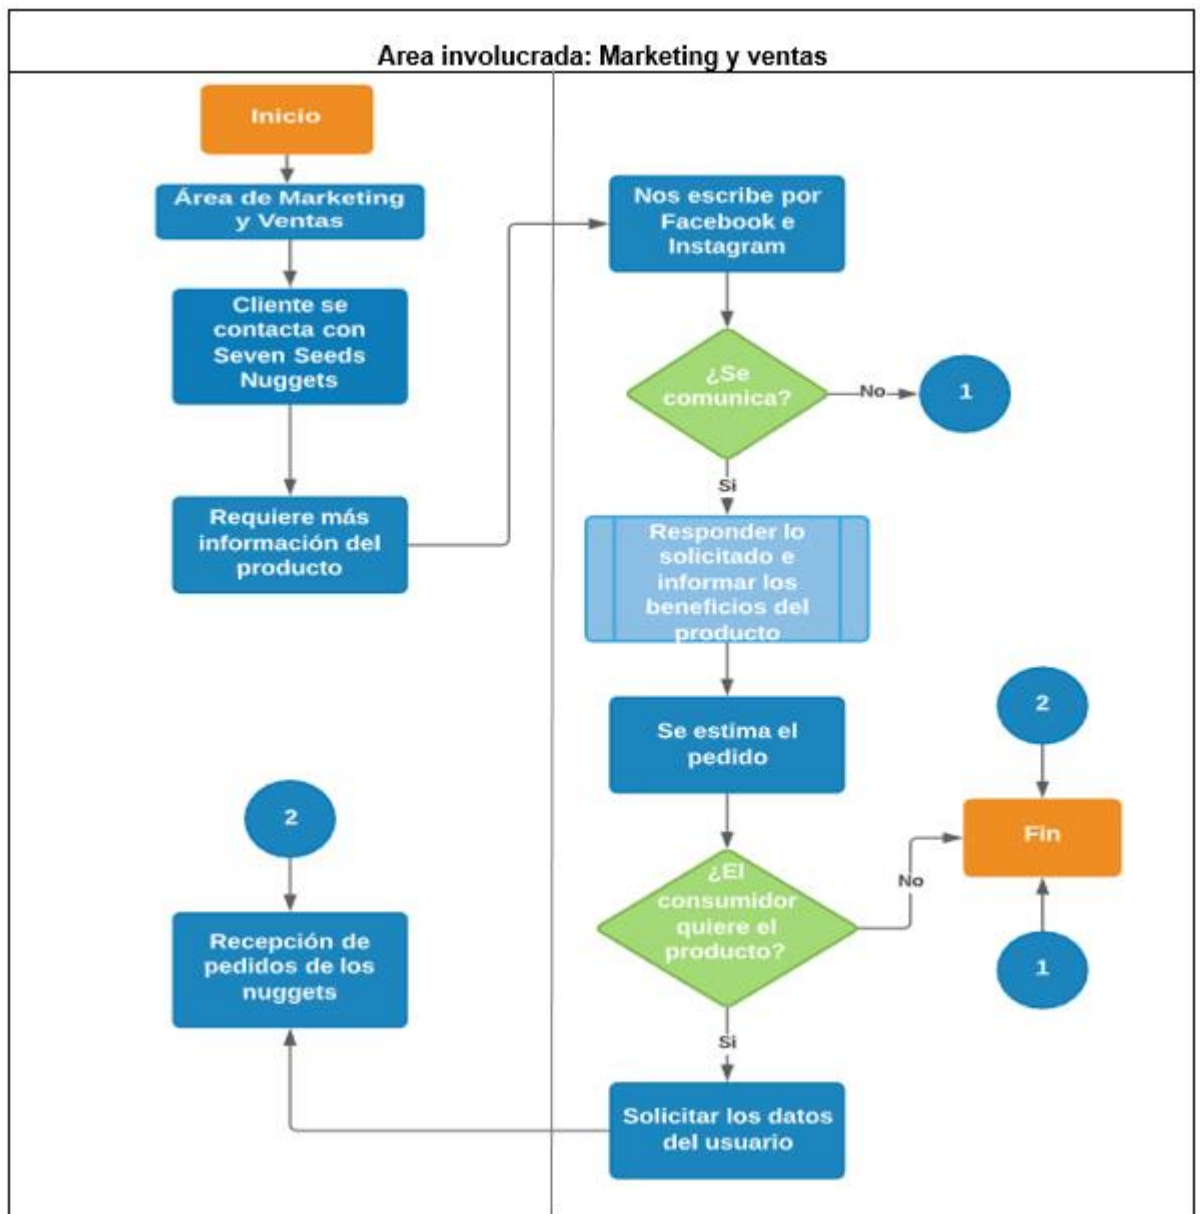 Area involucrada: Marketing y ventas
Inicio
Área de Marketing
y Ventas
Cliente se
contacta con
Seven Seeds
Nuggets
Requiere más
información del
producto
Nos escribe por
Facebook e
Instagram
¿Se
comunica?
No
1
Si
Responder lo
solicitado e
informar los
beneficios del
producto
Se estima el
pedido
¿El
consumidor
quiere el
producto?
No
2
Fin
1
Si
Solicitar los datos
del usuario
2
Recepción de
pedidos de los
nuggets